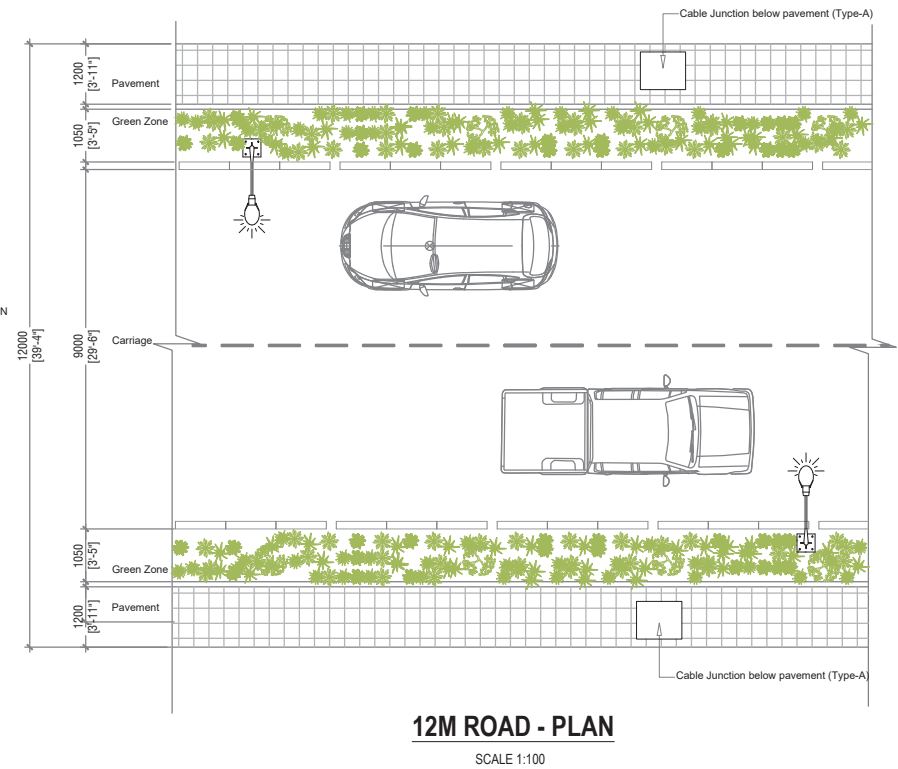 Cable Junction below pavement (Type-A)
1200
[3'-11"]
Pavement
1050
[3'-5"]
Green Zone
N
12000
[39'-4"]
9000
[29'-6"]
Carriage
1050
[3'-5"]
Green Zone
1200
[3'-11"]
Pavement
Cable Junction below pavement (Type-A)
12M ROAD - PLAN
SCALE 1:100